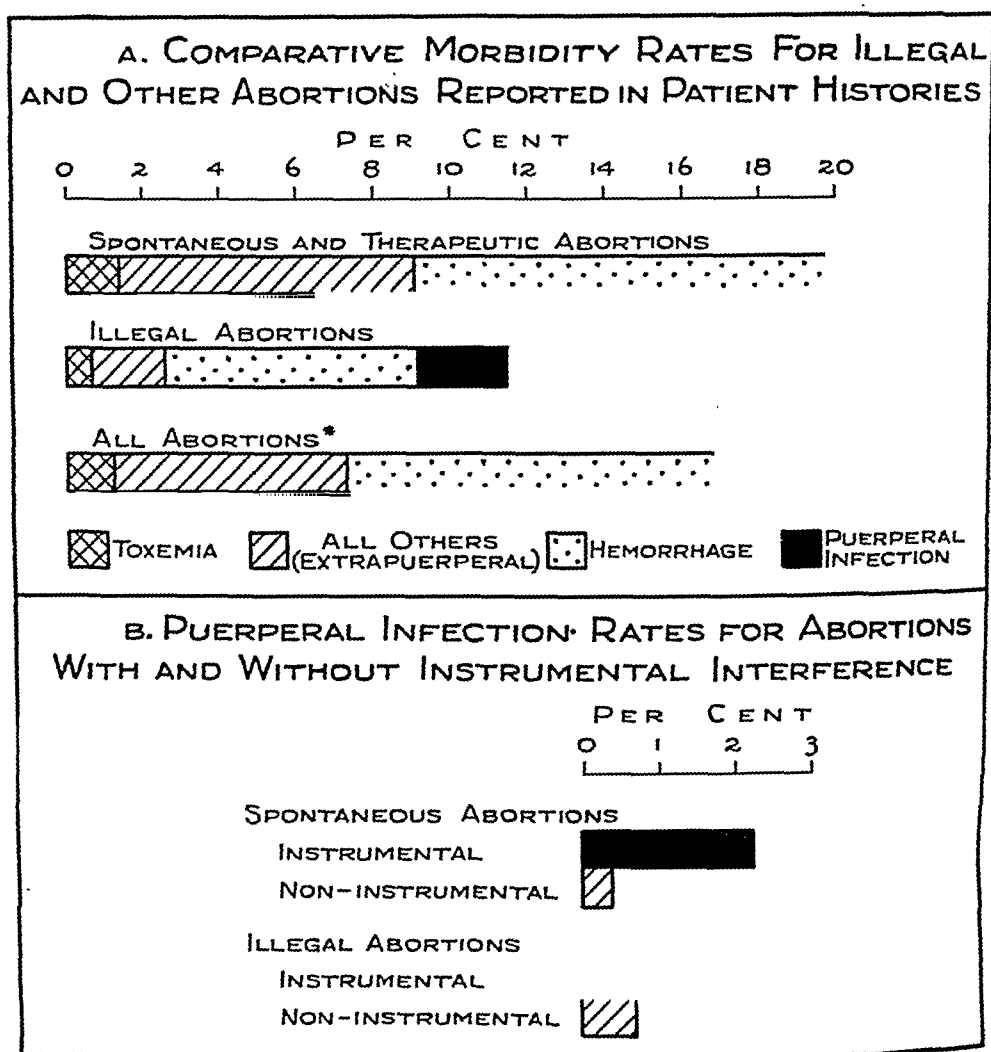 A. COMPARATIVE MORBIDITY RATES FOR ILLEGAL
AND OTHER ABORTIONS REPORTED IN PATIENT HISTORIES
PER CENT
0 2 4 6 8 10 12 14 16 18 20
SPONTANEOUS AND THERAPEUTIC ABORTIONS
ILLEGAL ABORTIONS
ALL ABORTIONS*
TOXEMIA
ALL OTHERS
(EXTRAPUERPERAL)
HEMORRHAGE
PUERPERAL
INFECTION
B. PUERPERAL INFECTION RATES FOR ABORTIONS
WITH AND WITHOUT INSTRUMENTAL INTERFERENCE
PER CENT
0 1 2 3
SPONTANEOUS ABORTIONS
INSTRUMENTAL
NON-INSTRUMENTAL
ILLEGAL ABORTIONS
INSTRUMENTAL
NON-INSTRUMENTAL